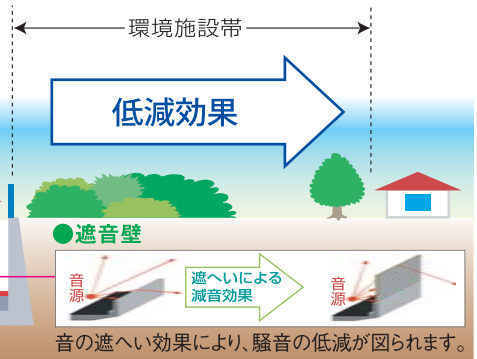 環境施設帯
低減効果
●遮音壁
音源
遮へいによる
減音効果
音源
音の遮へい効果により、騒音の低減が図られます。